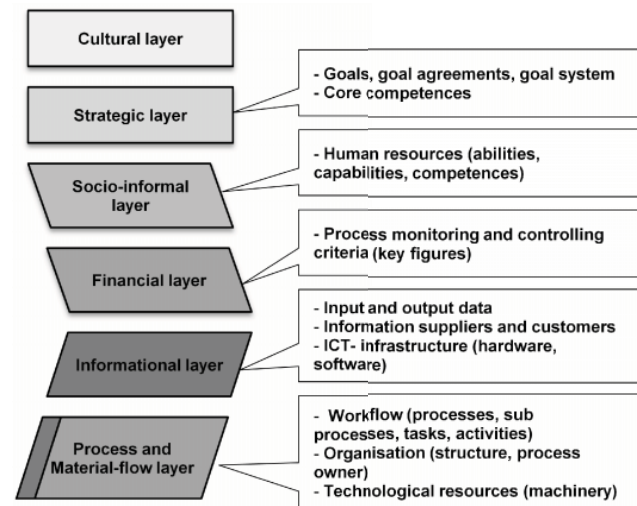 Cultural layer
Strategic layer
- Goals, goal agreements, goal system
- Core competences
Socio-informal
layer
- Human resources (abilities,
capabilities, competences)
Financial layer
- Process monitoring and controlling
criteria (key figures)
Informational layer
- Input and output data
- Information suppliers and customers
- ICT- infrastructure (hardware,
software)
Process and
Material-flow layer
- Workflow (processes, sub
processes, tasks, activities)
- Organisation (structure, process
owner)
- Technological resources (machinery)